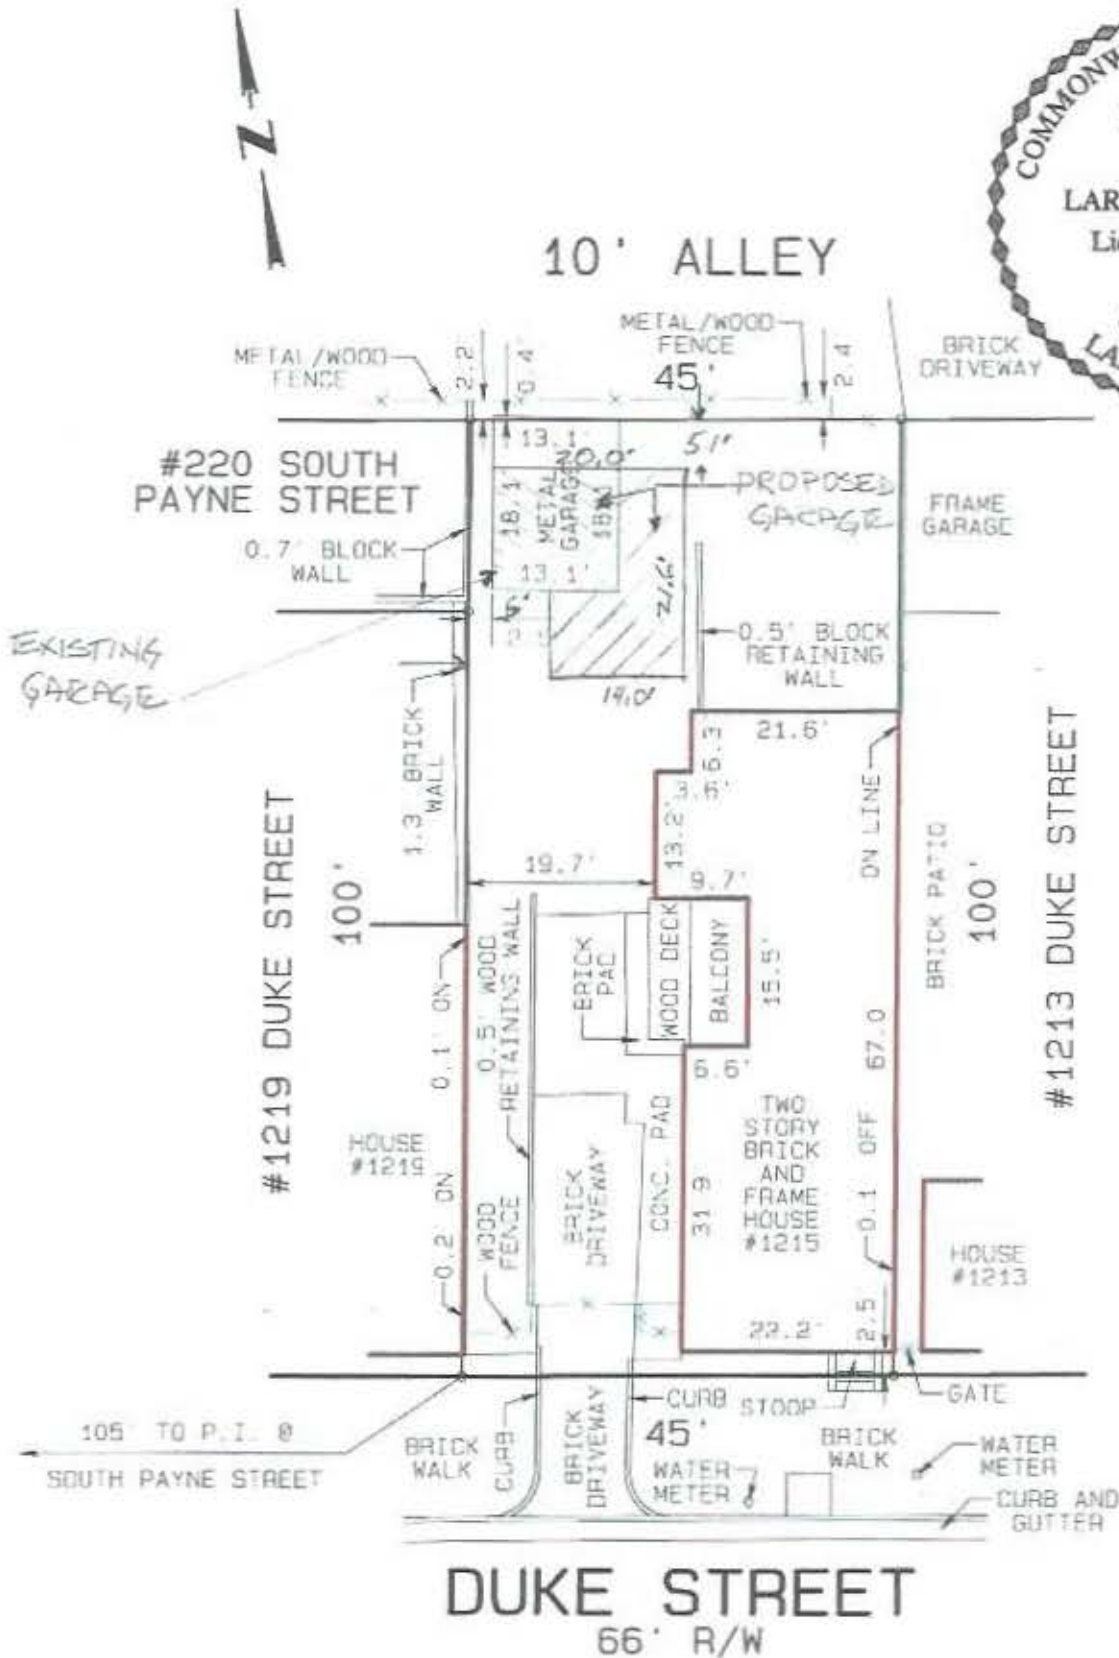 N
COMMONW
LAR
Lic
LA
10' ALLEY
METAL/WOOD
FENCE
2.2'
0.4'
METAL/WOOD
FENCE
45'
2.4
BRICK
DRIVEWAY
#220 SOUTH
PAYNE STREET
0.7' BLOCK
WALL
13.1'
20.0'
5.1'
18.1'
METAL
GARAGE
13.1'
PROPOSED
GARAGE
FRAME
GARAGE
21.6'
14.0'
0.5' BLOCK
RETAINING
WALL
EXISTING
GARAGE
1.3 BRICK
WALL
21.6'
13.2'
ON LINE
#1219 DUKE STREET
100'
19.7'
9.7'
0.5' WOOD
RETAINING WALL
BRICK
PAD
WOOD DECK
BALCONY
15.5'
BRICK PATIO
100'
#1213 DUKE STREET
0.1' ON
6.6'
67.0
HOUSE
#1219
0.2' ON
WOOD
FENCE
BRICK
DRIVEWAY
CONC. PAD
31.9
TWO
STORY
BRICK
AND
FRAME
HOUSE
#1215
0.1 OFF
HOUSE
#1213
22.2'
2.5
GATE
105' TO P.I. @
SOUTH PAYNE STREET
BRICK
WALK
CURB
BRICK
DRIVEWAY
CURB
45'
STOOP
WATER
METER
BRICK
WALK
WATER
METER
CURB AND
GUTTER
DUKE STREET
66' R/W